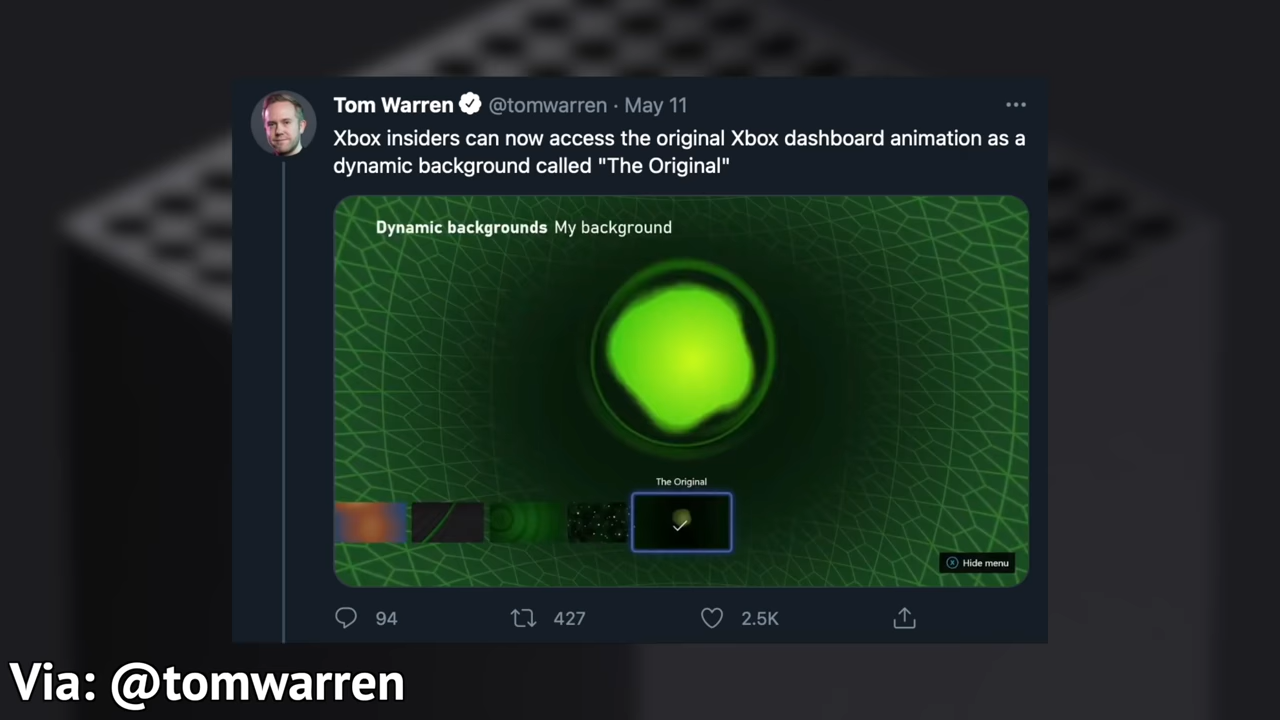 Tom Warren @tomwarren · May 11
Xbox insiders can now access the original Xbox dashboard animation as a
dynamic background called "The Original"
Dynamic backgrounds My background
The Original
X Hide menu
94 427 2.5K
Via: @tomwarren